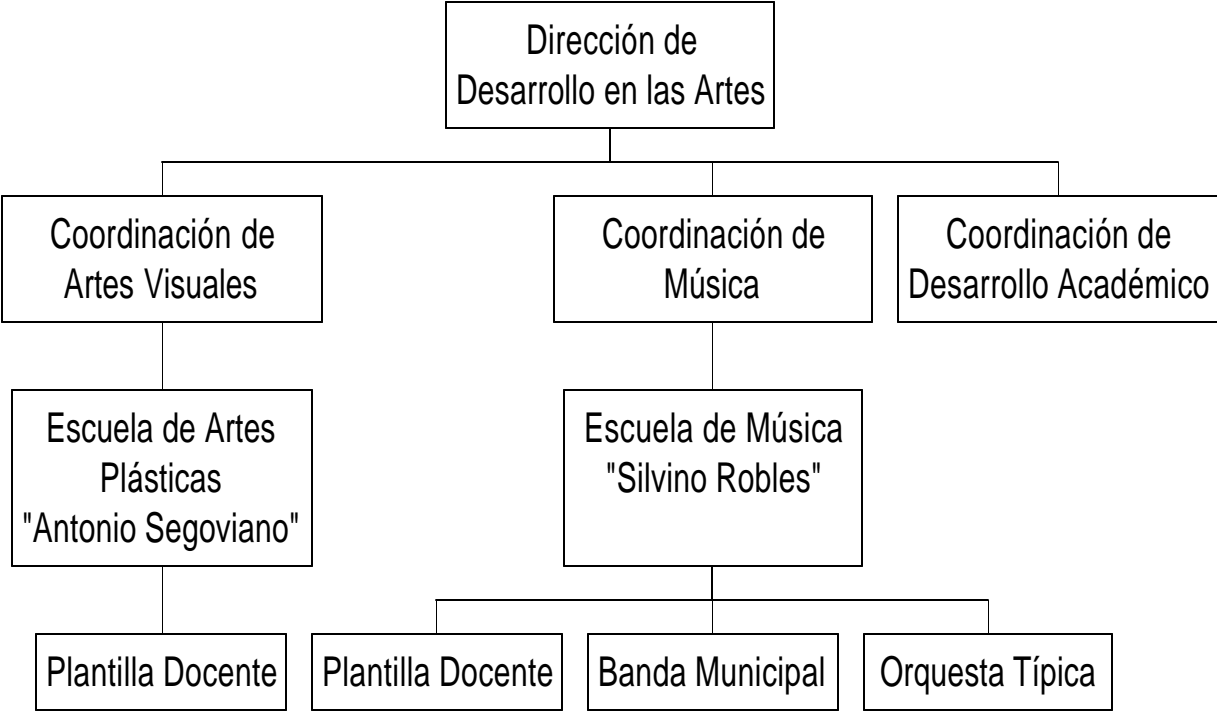 Dirección de
Desarrollo en las Artes
Coordinación de
Artes Visuales
Coordinación de
Música
Coordinación de
Desarrollo Académico
Escuela de Artes
Plásticas
"Antonio Segoviano"
Escuela de Música
"Silvino Robles"
Plantilla Docente
Plantilla Docente
Banda Municipal
Orquesta Típica